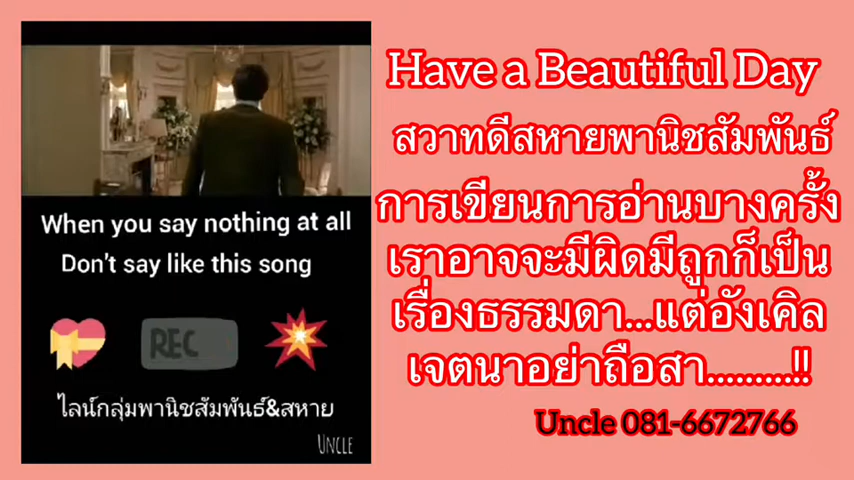 When you say nothing at all
Don't say like this song
REC
ไลน์กลุ่มพานิชสัมพันธ์&สหาย
UNCLE
Have a Beautiful Day
สวาทดีสหายพานิชสัมพันธ์
การเขียนการอ่านบางครั้ง
เราอาจจะมีผิดมีถูกก็เป็น
เรื่องธรรมดา...แต่อังเคิล
เจตนาอย่าถือสา.........!!
Uncle 081-6672766